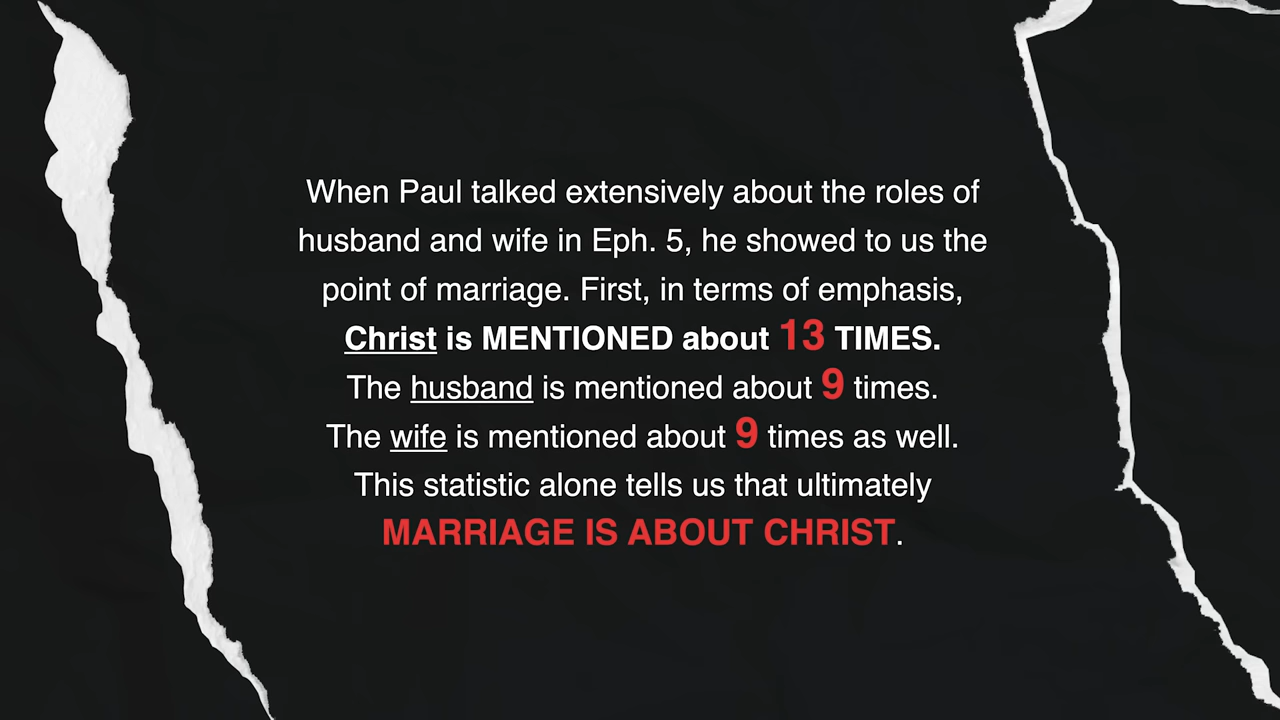 When Paul talked extensively about the roles of
husband and wife in Eph. 5, he showed to us the
point of marriage. First, in terms of emphasis,
Christ is MENTIONED about 13 TIMES.
The husband is mentioned about 9 times.
The wife is mentioned about 9 times as well.
This statistic alone tells us that ultimately
MARRIAGE IS ABOUT CHRIST.